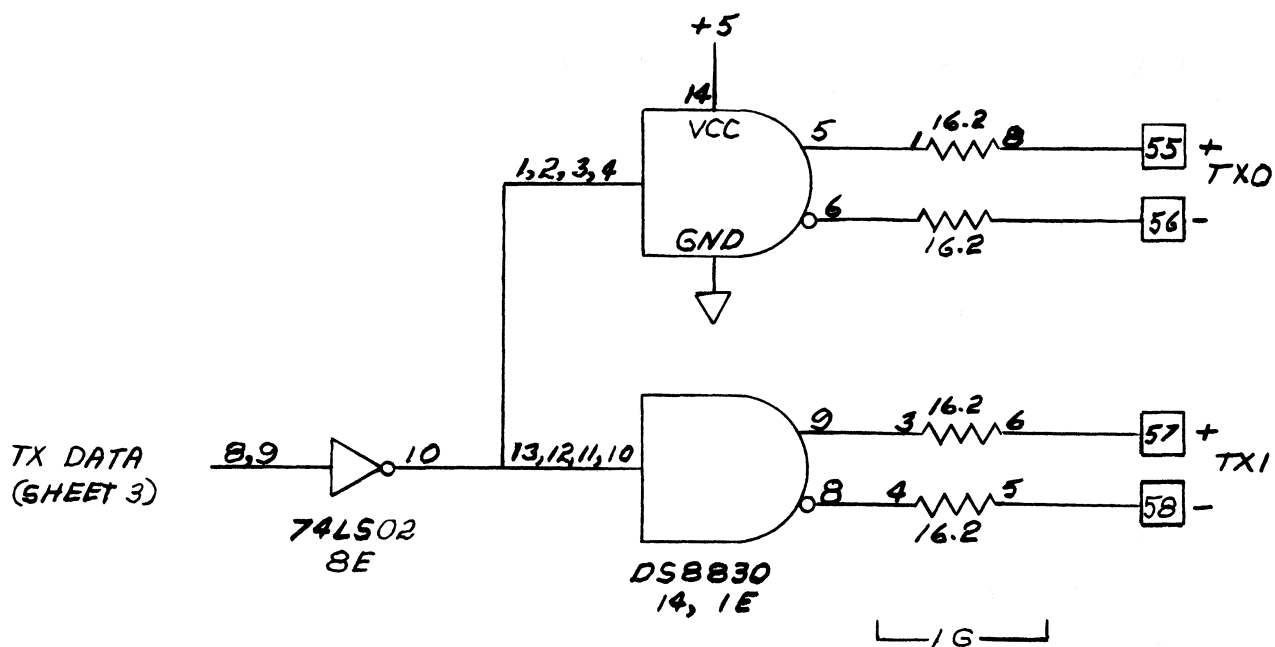 +5
14
VCC
5
1
16.2
8
55
+
TX0
1, 2, 3, 4
6
16.2
56
-
GND
9
3
16.2
6
57
+
TX1
TX DATA
(SHEET 3)
8,9
10
13,12,11,10
8
4
5
16.2
58
-
74LS02
8E
DS8830
14, 1E
1G